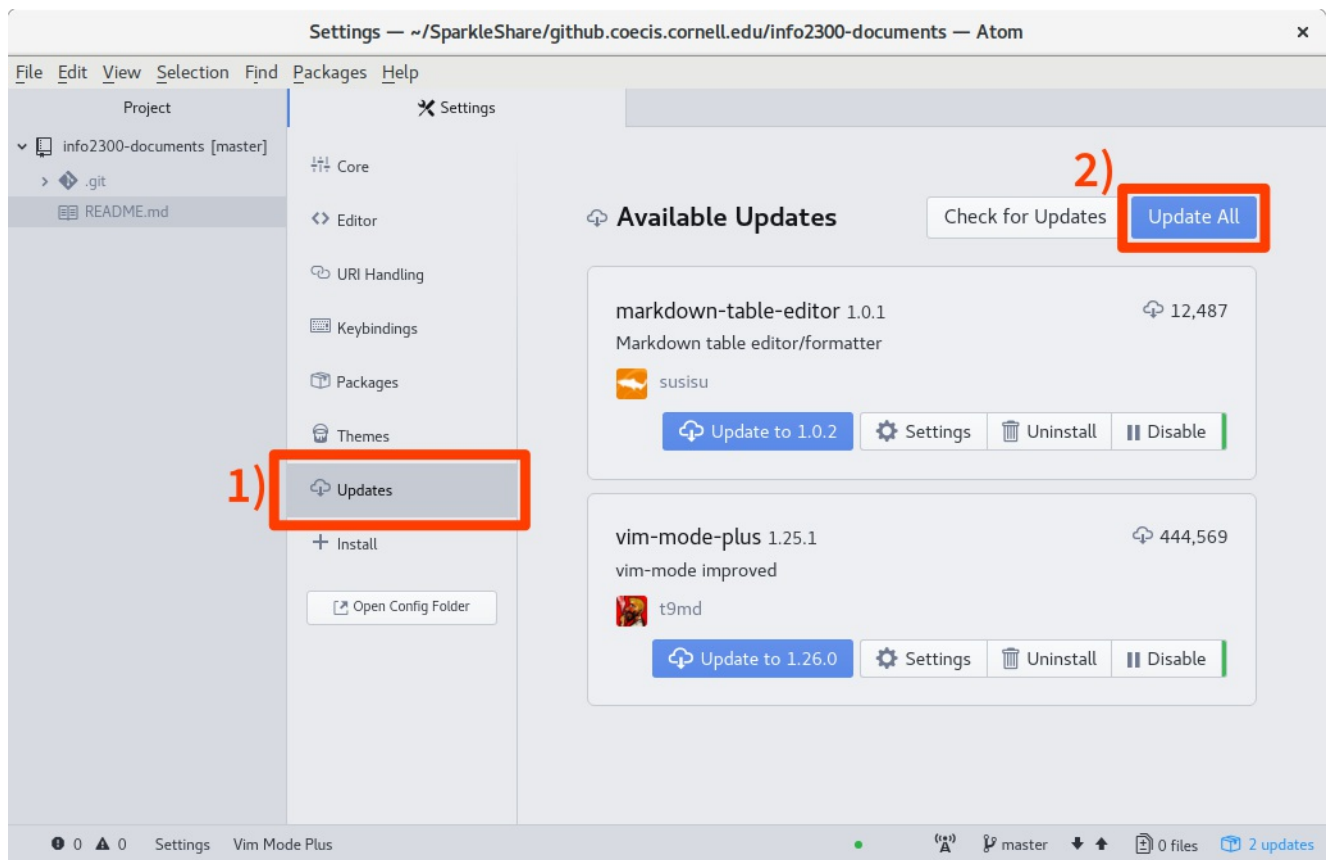 Settings — ~/SparkleShare/github.coecis.cornell.edu/info2300-documents — Atom
File Edit View Selection Find Packages Help
Project
Settings
info2300-documents [master]
.git
README.md
Core
Editor
URI Handling
Keybindings
Packages
Themes
1)
Updates
Install
Open Config Folder
2)
Available Updates
Check for Updates
Update All
markdown-table-editor 1.0.1
12,487
Markdown table editor/formatter
susisu
Update to 1.0.2
Settings
Uninstall
Disable
vim-mode-plus 1.25.1
444,569
vim-mode improved
t9md
Update to 1.26.0
Settings
Uninstall
Disable
0 0 Settings Vim Mode Plus
master
0 files
2 updates